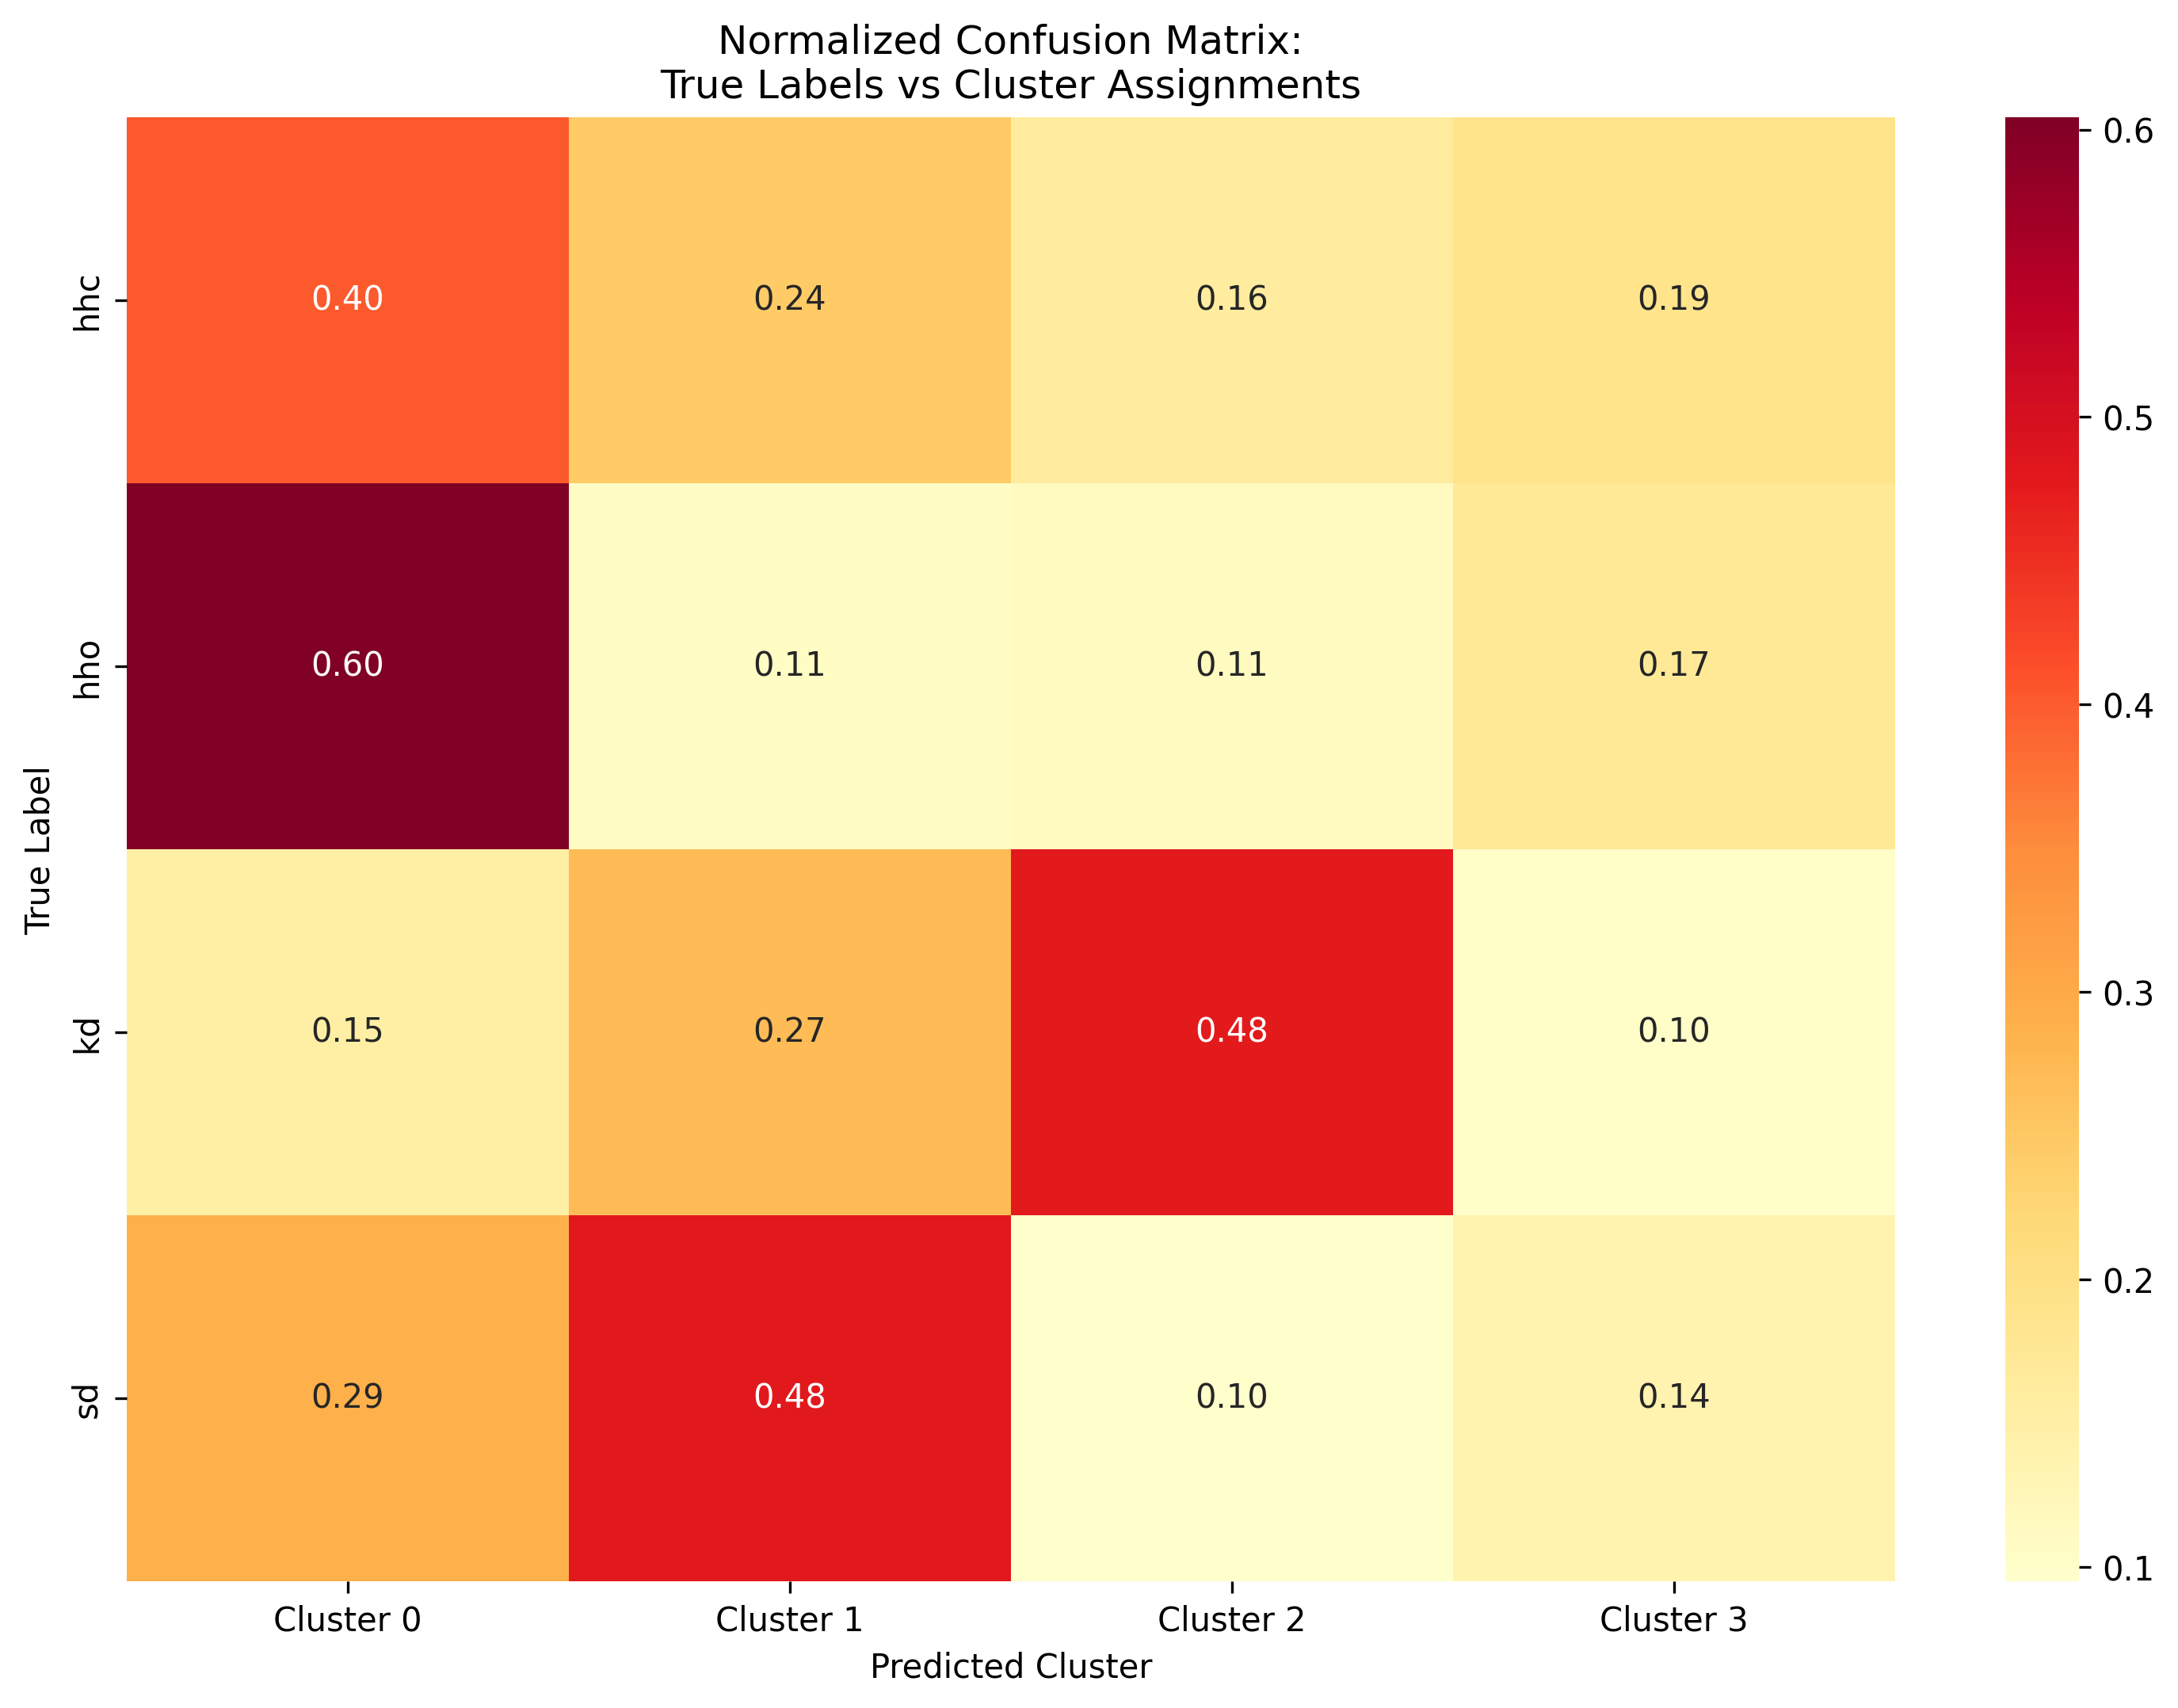 Normalized Confusion Matrix:
True Labels vs Cluster Assignments
True Label
hhc
0.40 0.24 0.16 0.19
hho
0.60 0.11 0.11 0.17
kd
0.15 0.27 0.48 0.10
sd
0.29 0.48 0.10 0.14
Cluster 0 Cluster 1 Cluster 2 Cluster 3
Predicted Cluster
0.6
0.5
0.4
0.3
0.2
0.1